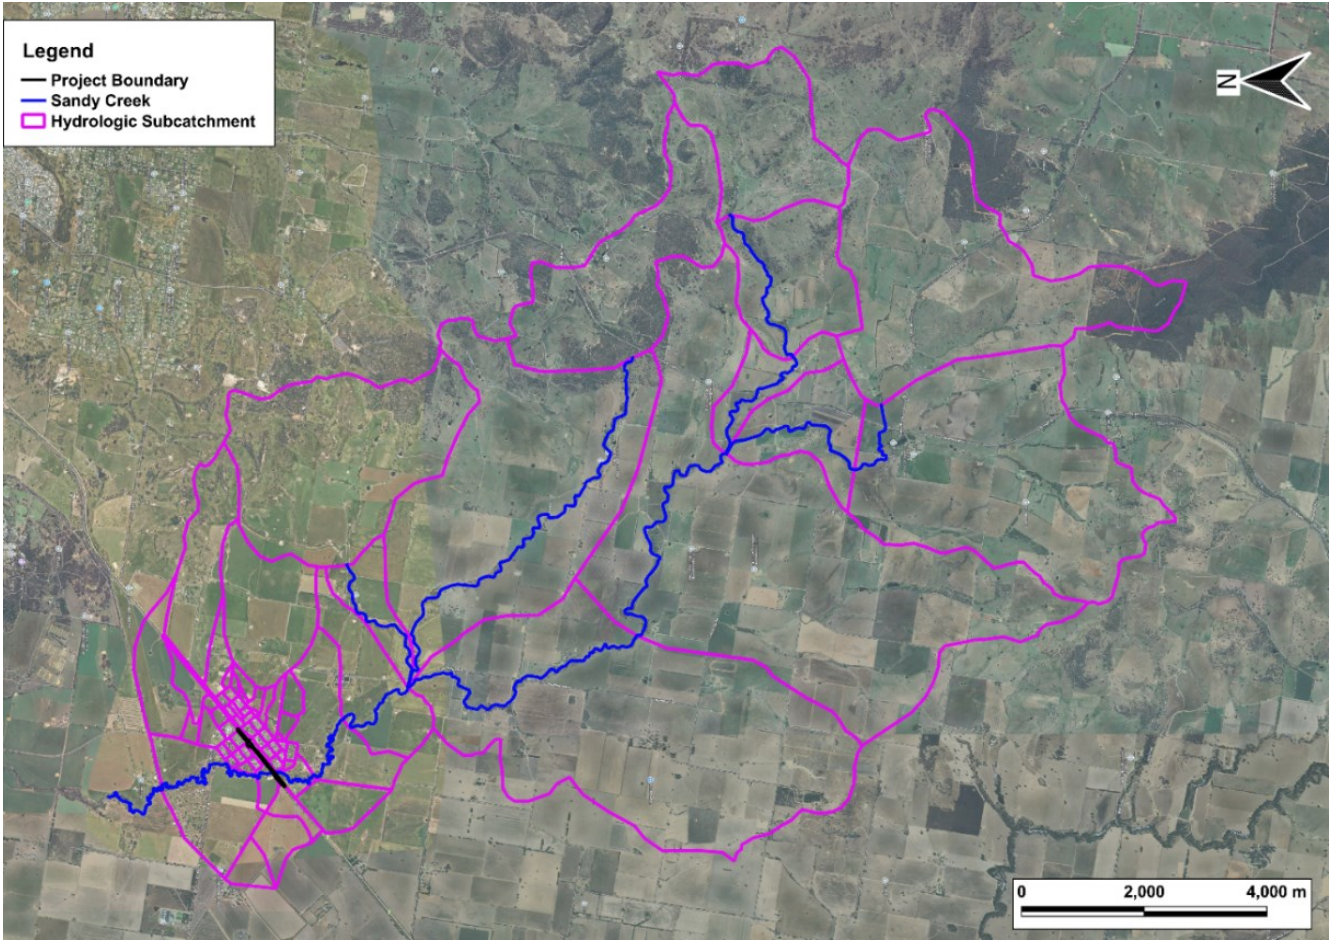 Legend
Project Boundary
Sandy Creek
Hydrologic Subcatchment
N
0 2,000 4,000 m